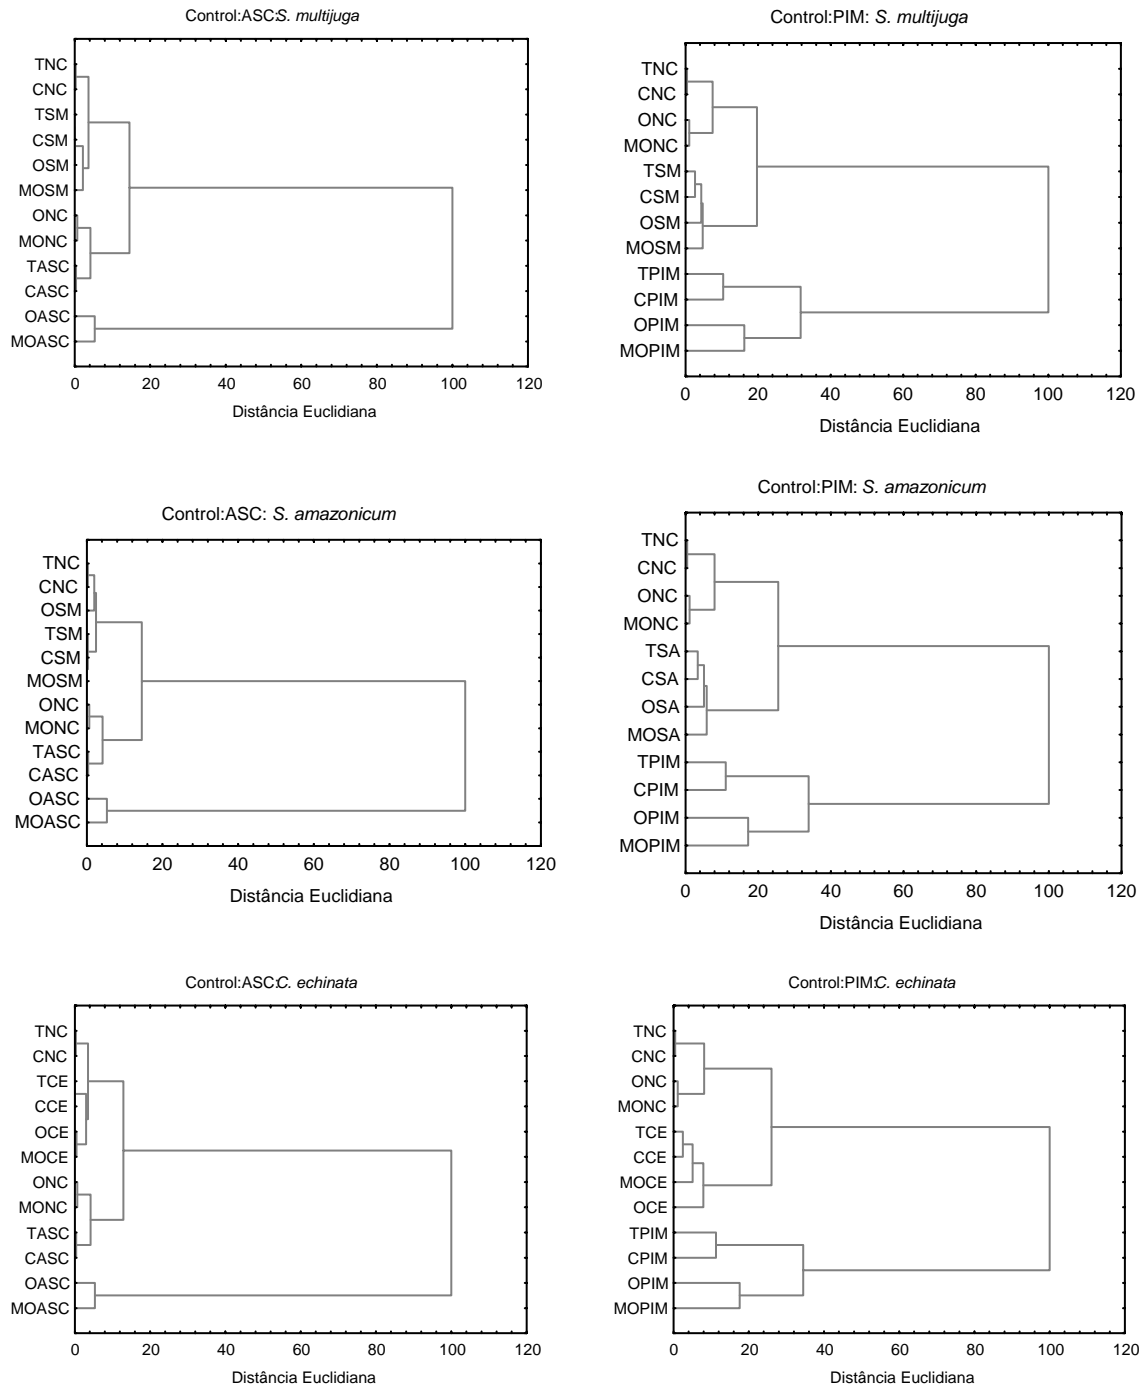 Control:ASC:S. multijuga
TNC
CNC
TSM
CSM
OSM
MOSM
ONC
MONC
TASC
CASC
OASC
MOASC
0 20 40 60 80 100 120
Distância Euclidiana
Control:PIM: S. multijuga
TNC
CNC
ONC
MONC
TSM
CSM
OSM
MOSM
TPIM
CPIM
OPIM
MOPIM
0 20 40 60 80 100 120
Distância Euclidiana
Control:ASC: S. amazonicum
TNC
CNC
OSM
TSM
CSM
MOSM
ONC
MONC
TASC
CASC
OASC
MOASC
0 20 40 60 80 100 120
Distância Euclidiana
Control:PIM: S. amazonicum
TNC
CNC
ONC
MONC
TSA
CSA
OSA
MOSA
TPIM
CPIM
OPIM
MOPIM
0 20 40 60 80 100 120
Distância Euclidiana
Control:ASC:C. echinata
TNC
CNC
TCE
CCE
OCE
MOCE
ONC
MONC
TASC
CASC
OASC
MOASC
0 20 40 60 80 100 120
Distância Euclidiana
Control:PIM:C. echinata
TNC
CNC
ONC
MONC
TCE
CCE
MOCE
OCE
TPIM
CPIM
OPIM
MOPIM
0 20 40 60 80 100 120
Distância Euclidiana